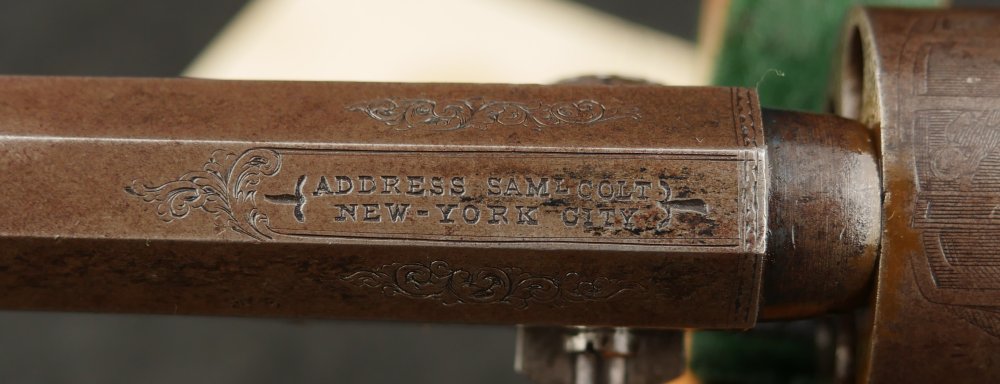 ADDRESS SAML COLT
NEW-YORK CITY